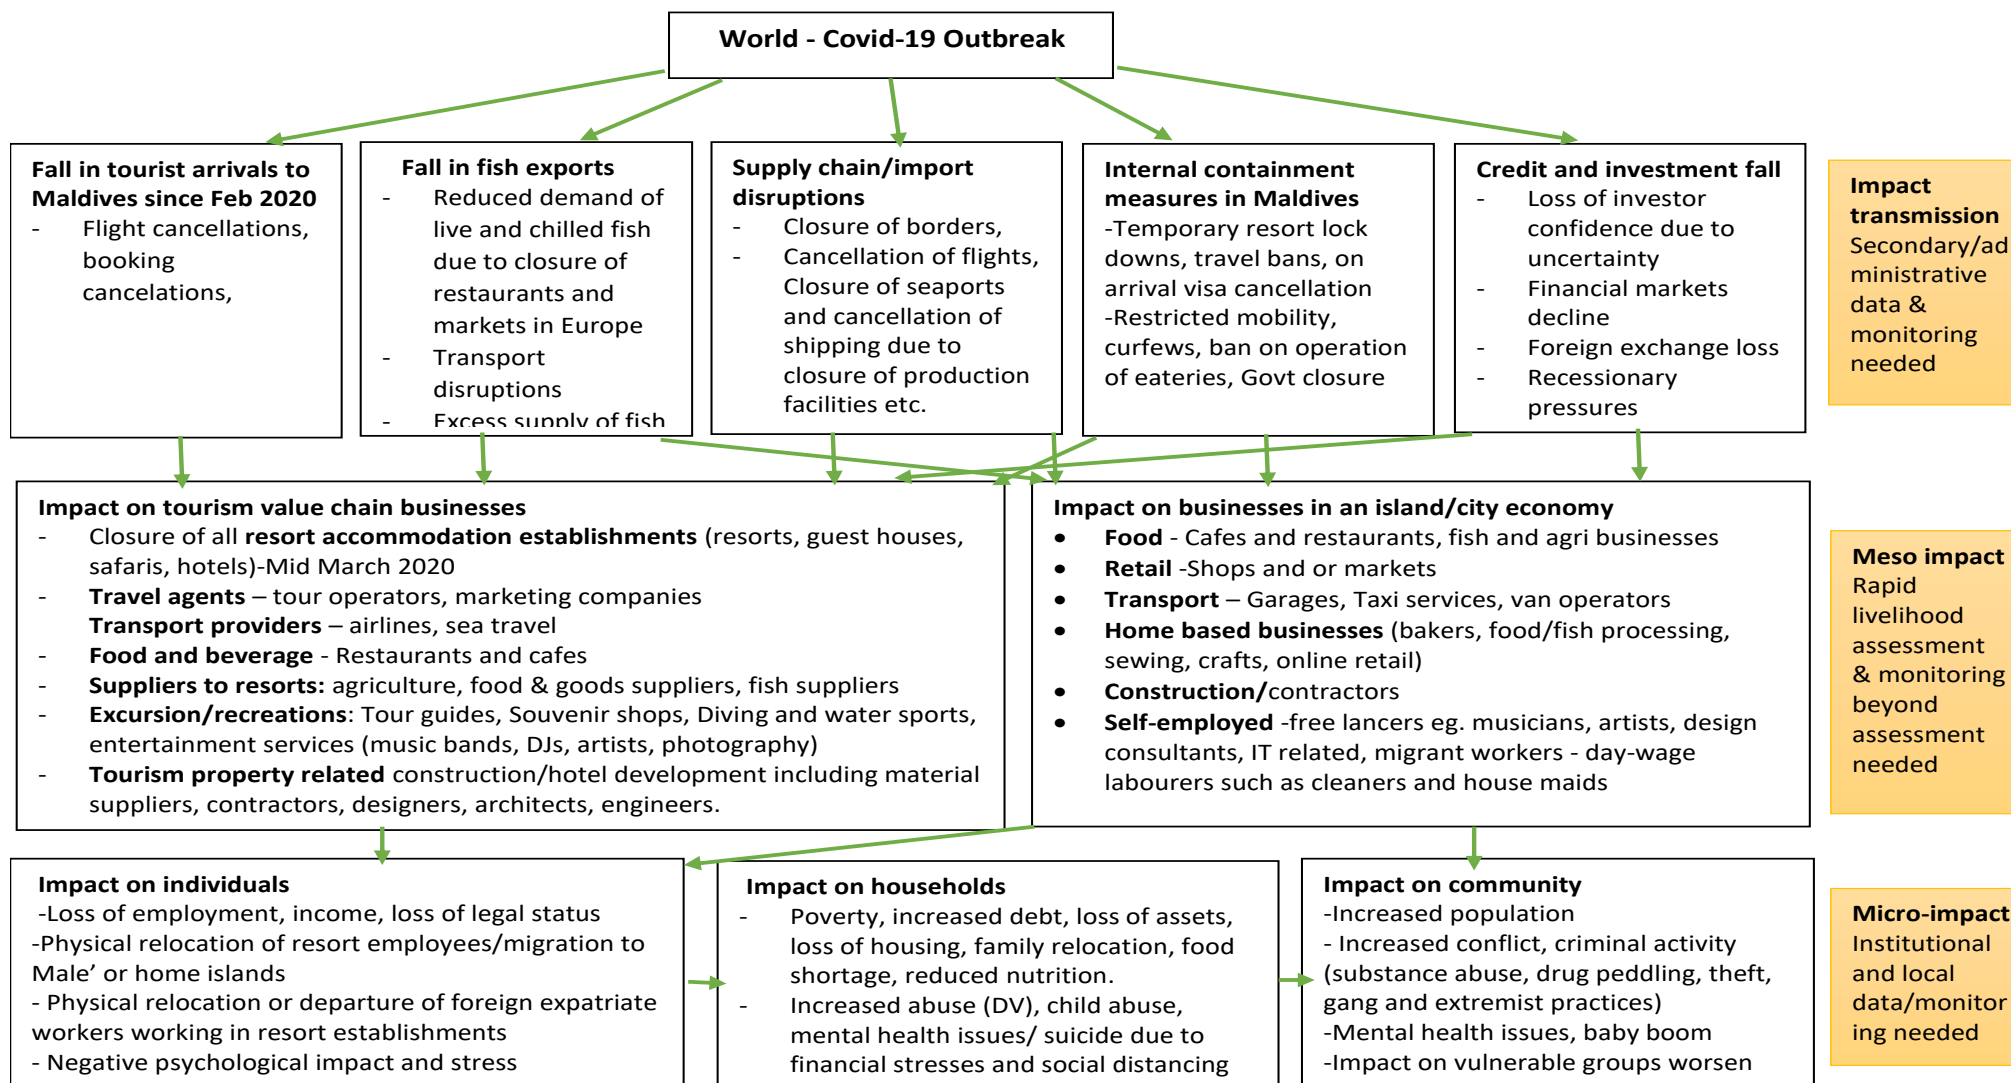 World - Covid-19 Outbreak
Fall in tourist arrivals to
Maldives since Feb 2020
- Flight cancellations,
booking
cancelations,
Fall in fish exports
- Reduced demand of
live and chilled fish
due to closure of
restaurants and
markets in Europe
- Transport
disruptions
- Excess supply of fish
Supply chain/import
disruptions
- Closure of borders,
- Cancellation of flights,
Closure of seaports
and cancellation of
shipping due to
closure of production
facilities etc.
Internal containment
measures in Maldives
-Temporary resort lock
downs, travel bans, on
arrival visa cancellation
-Restricted mobility,
curfews, ban on operation
of eateries, Govt closure
Credit and investment fall
- Loss of investor
confidence due to
uncertainty
- Financial markets
decline
- Foreign exchange loss
- Recessionary
pressures
Impact
transmission
Secondary/ad
ministrative
data &
monitoring
needed
Impact on tourism value chain businesses
- Closure of all resort accommodation establishments (resorts, guest houses,
safaris, hotels)-Mid March 2020
- Travel agents – tour operators, marketing companies
Transport providers – airlines, sea travel
- Food and beverage - Restaurants and cafes
- Suppliers to resorts: agriculture, food & goods suppliers, fish suppliers
- Excursion/recreations: Tour guides, Souvenir shops, Diving and water sports,
entertainment services (music bands, DJs, artists, photography)
- Tourism property related construction/hotel development including material
suppliers, contractors, designers, architects, engineers.
Impact on businesses in an island/city economy
• Food - Cafes and restaurants, fish and agri businesses
• Retail -Shops and or markets
• Transport – Garages, Taxi services, van operators
• Home based businesses (bakers, food/fish processing,
sewing, crafts, online retail)
• Construction/contractors
• Self-employed -free lancers eg. musicians, artists, design
consultants, IT related, migrant workers - day-wage
labourers such as cleaners and house maids
Meso impact
Rapid
livelihood
assessment
& monitoring
beyond
assessment
needed
Impact on individuals
-Loss of employment, income, loss of legal status
-Physical relocation of resort employees/migration to
Male’ or home islands
- Physical relocation or departure of foreign expatriate
workers working in resort establishments
- Negative psychological impact and stress
Impact on households
- Poverty, increased debt, loss of assets,
loss of housing, family relocation, food
shortage, reduced nutrition.
- Increased abuse (DV), child abuse,
mental health issues/ suicide due to
financial stresses and social distancing
Impact on community
-Increased population
- Increased conflict, criminal activity
(substance abuse, drug peddling, theft,
gang and extremist practices)
-Mental health issues, baby boom
-Impact on vulnerable groups worsen
Micro-impact
Institutional
and local
data/monitor
ing needed